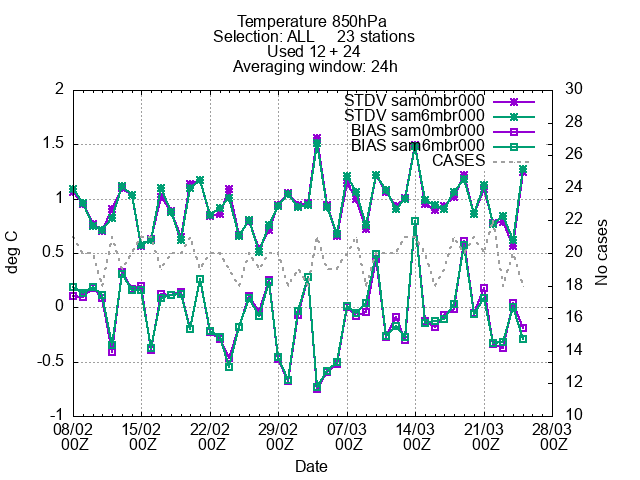 Temperature 850hPa
Selection: ALL 23 stations
Used 12 + 24
Averaging window: 24h
STDV sam0mbr000
STDV sam6mbr000
BIAS sam0mbr000
BIAS sam6mbr000
CASES
deg C
2
1.5
1
0.5
0
-0.5
-1
No cases
30
28
26
24
22
20
18
16
14
12
10
08/02 15/02 22/02 29/02 07/03 14/03 21/03 28/03
00Z 00Z 00Z 00Z 00Z 00Z 00Z 00Z
Date